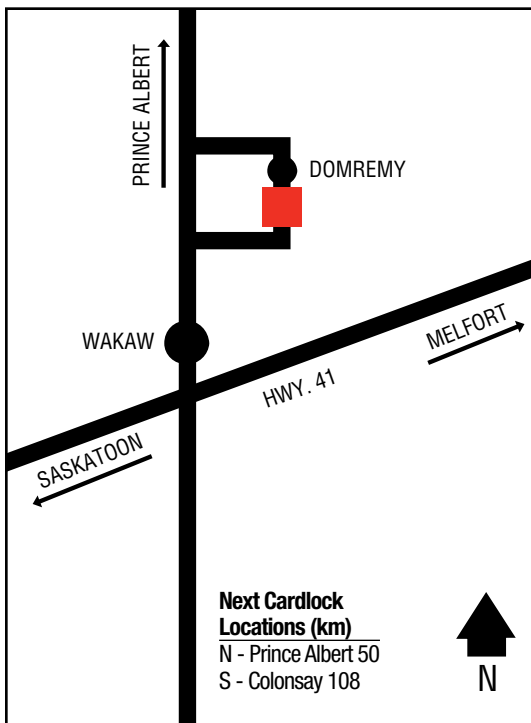 PRINCE ALBERT
DOMREMY
WAKAW
MELFORT
HWY. 41
SASKATOON
Next Cardlock
Locations (km)
N - Prince Albert 50
S - Colonsay 108
N